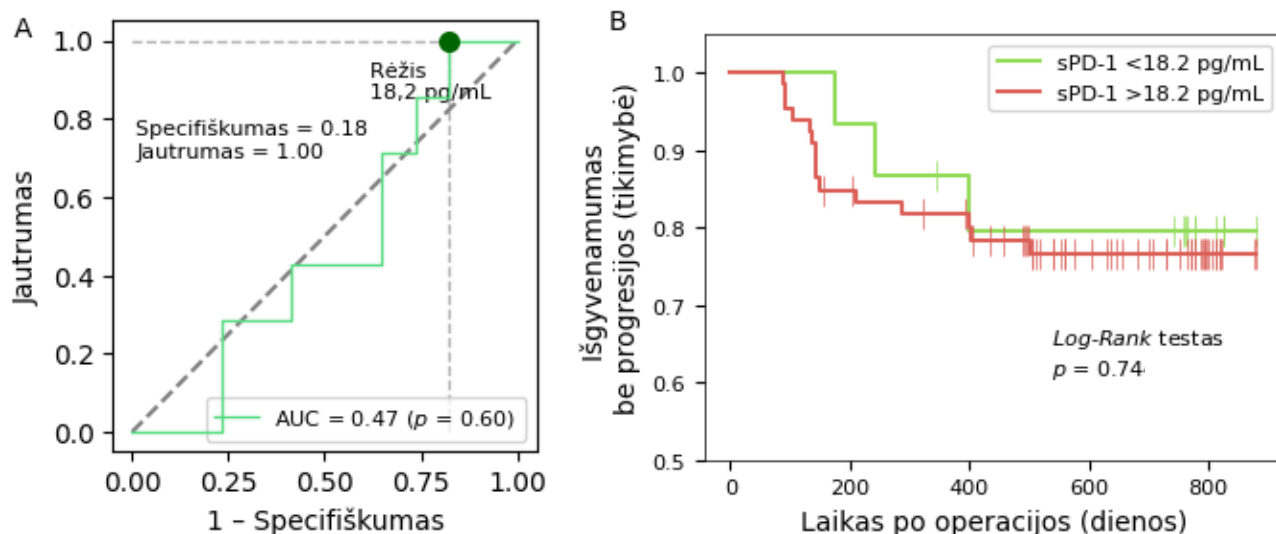 A
1.0
0.8
0.6
0.4
0.2
0.0
Jautrumas
Rėžis
18,2 pg/mL
Specifiškumas = 0.18
Jautrumas = 1.00
AUC = 0.47 (p = 0.60)
0.00
0.25
0.50
0.75
1.00
1 – Specifiškumas
B
1.0
0.9
0.8
0.7
0.6
0.5
Išgyvenamumas
be progresijos (tikimybė)
sPD-1 <18.2 pg/mL
sPD-1 >18.2 pg/mL
Log-Rank testas
p = 0.74
0
200
400
600
800
Laikas po operacijos (dienos)